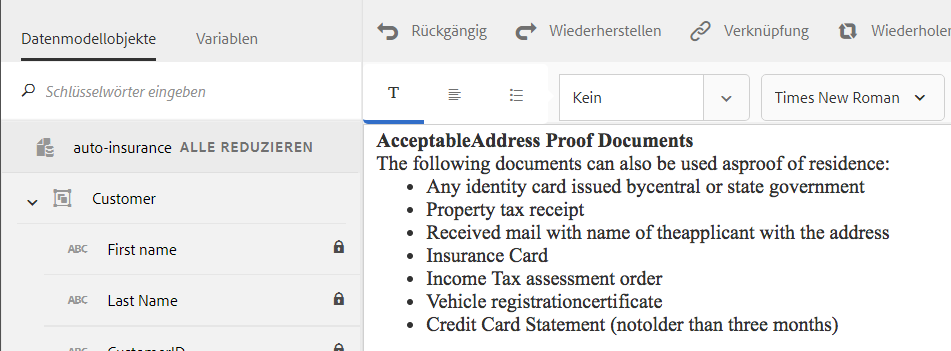 Datenmodellobjekte Variablen
Schlüsselwörter eingeben
auto-insurance ALLE REDUZIEREN
Customer
ABC First name
ABC Last Name
ABC CustomerID
Rückgängig Wiederherstellen Verknüpfung Wiederholen
T Kein Times New Roman
AcceptableAddress Proof Documents
The following documents can also be used asproof of residence:
• Any identity card issued bycentral or state government
• Property tax receipt
• Received mail with name of theapplicant with the address
• Insurance Card
• Income Tax assessment order
• Vehicle registrationcertificate
• Credit Card Statement (notolder than three months)